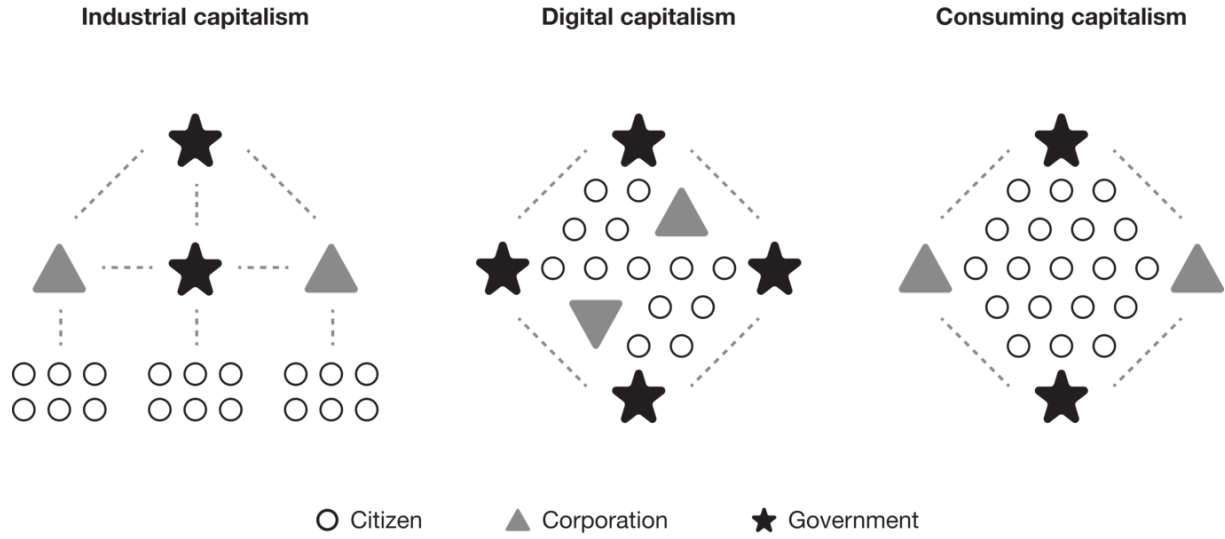 Industrial capitalism
Digital capitalism
Consuming capitalism
Citizen
Corporation
Government